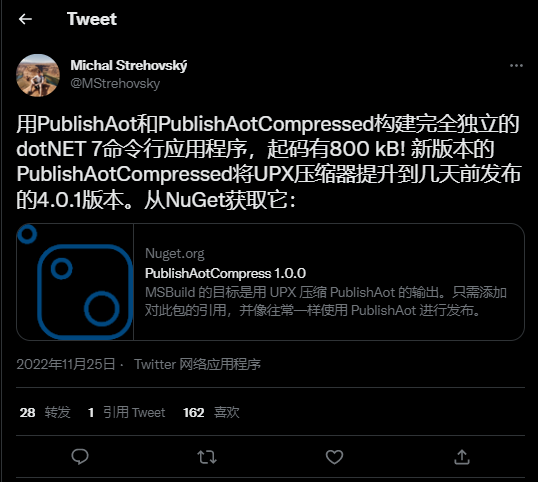 Tweet
Michal Strehovský
@MStrehovsky
用PublishAot和PublishAotCompressed构建完全独立的
dotNET 7命令行应用程序，起码有800 kB! 新版本的
PublishAotCompressed将UPX压缩器提升到几天前发布
的4.0.1版本。从NuGet获取它：
Nuget.org
PublishAotCompress 1.0.0
MSBuild 的目标是用 UPX 压缩 PublishAot 的输出。只需添加
对此包的引用，并像往常一样使用 PublishAot 进行发布。
2022年11月25日 · Twitter 网络应用程序
28 转发 1 引用 Tweet 162 喜欢